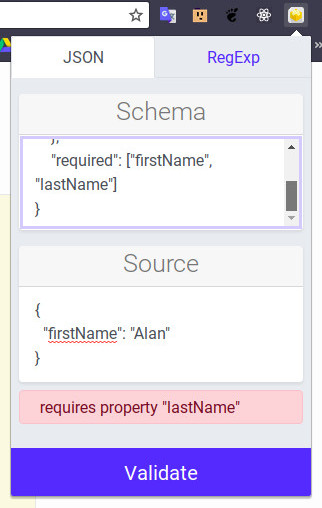 JSON
RegExp
»
Schema
},
"required": ["firstName",
"lastName"]
}
Source
{
"firstName": "Alan"
}
requires property "lastName"
Validate